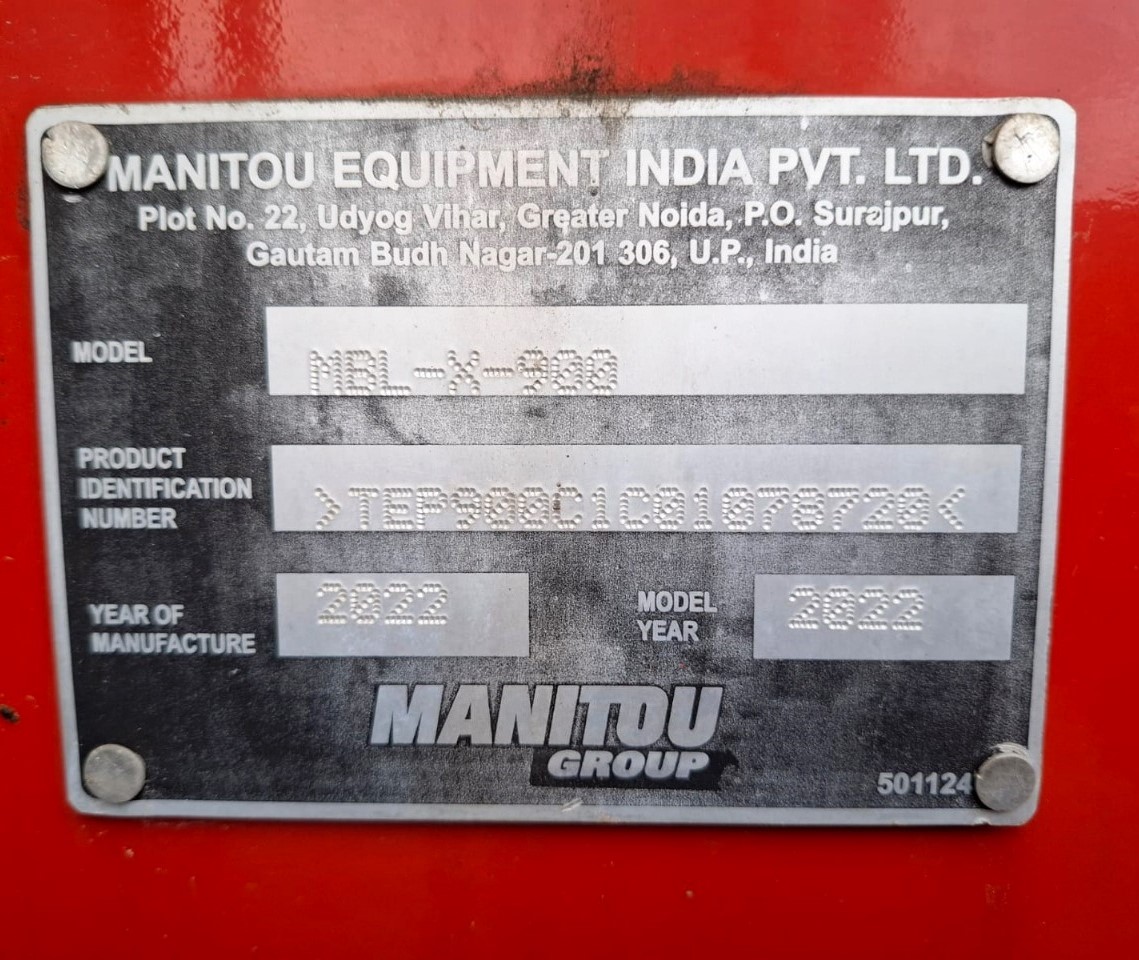 MANITOU EQUIPMENT INDIA PVT. LTD.
Plot No. 22, Udyog Vihar, Greater Noida, P.O. Surajpur,
Gautam Budh Nagar-201 306, U.P., India
MODEL
MBL-X-900
PRODUCT
IDENTIFICATION
NUMBER
>TEP900C1C01078720<
YEAR OF
MANUFACTURE
2022
MODEL
YEAR
2022
MANITOU
GROUP
501124